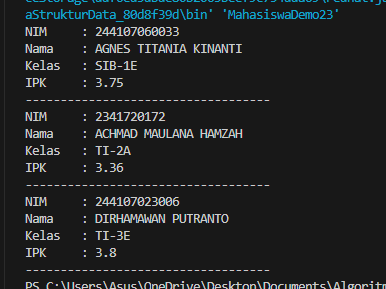 aStrukturData_80d8f39d\bin' 'MahasiswaDemo23'
NIM : 244107060033
Nama : AGNES TITANIA KINANTI
Kelas : SIB-1E
IPK : 3.75
---------------------------------
NIM : 2341720172
Nama : ACHMAD MAULANA HAMZAH
Kelas : TI-2A
IPK : 3.36
---------------------------------
NIM : 244107023006
Nama : DIRHAMAWAN PUTRANTO
Kelas : TI-3E
IPK : 3.8
---------------------------------
PS C:\Users\Asus\OneDrive\Desktop\Documents\Algoritm